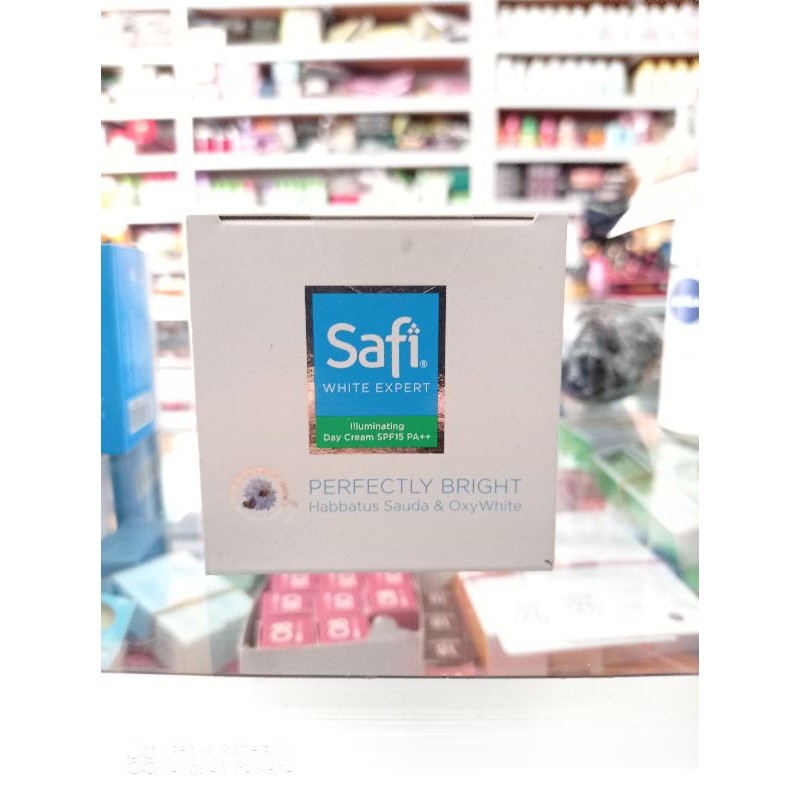 Safi®
WHITE EXPERT
Illuminating
Day Cream SPF15 PA++
PERFECTLY BRIGHT
Habbatus Sauda & OxyWhite